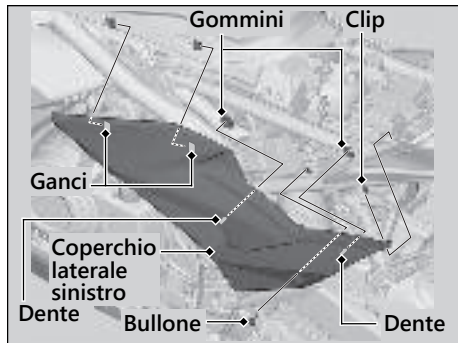 Gommini
Clip
Ganci
Coperchio
laterale
sinistro
Dente
Bullone
Dente